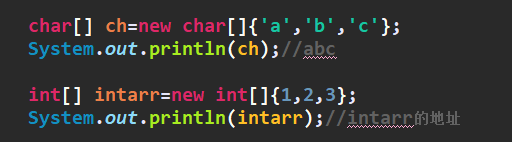 char[] ch=new char[]{'a','b','c'};
System.out.println(ch);//abc
int[] intarr=new int[]{1,2,3};
System.out.println(intarr);//intarr的地址